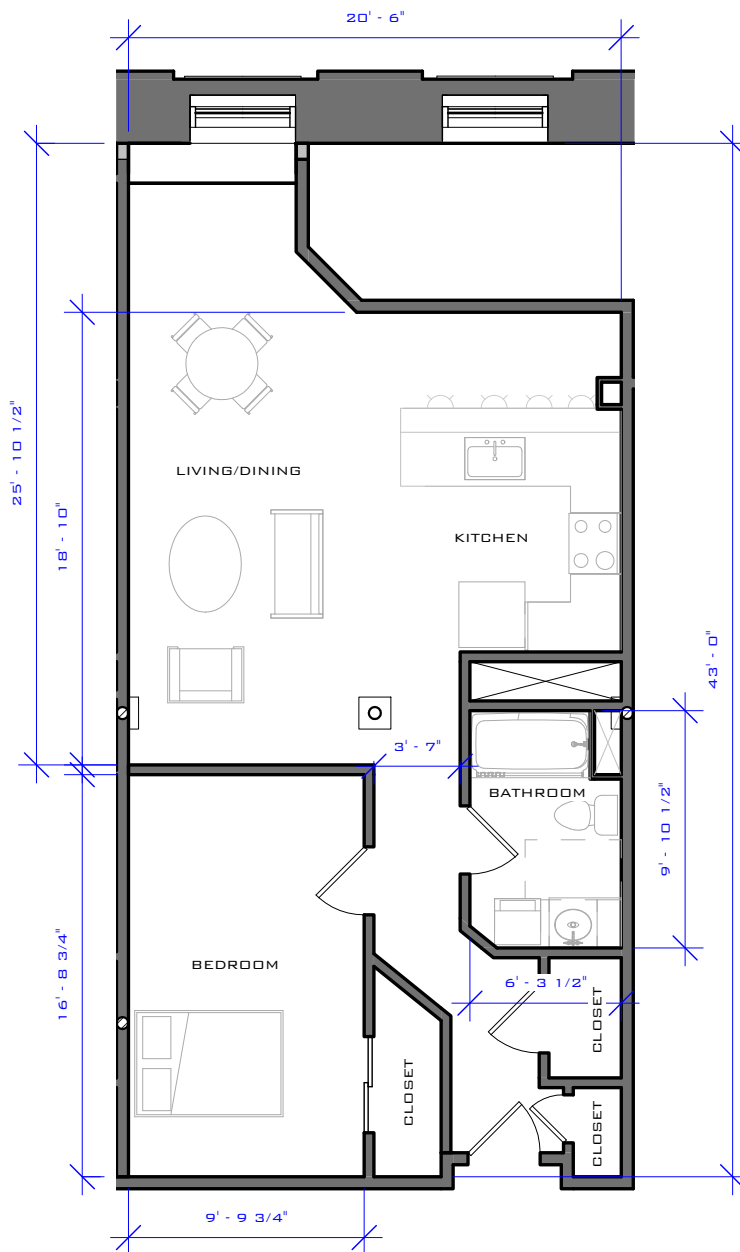 20' - 6"
25' - 10 1/2"
18' - 10"
LIVING/DINING
KITCHEN
43' - 0"
3' - 7"
BATHROOM
9' - 10 1/2"
16' - 8 3/4"
BEDROOM
6' - 3 1/2"
CLOSET
CLOSET
CLOSET
9' - 9 3/4"